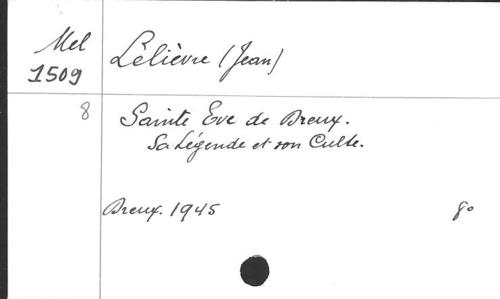 Mel
1509
Lelièvre (Jean)
8
Sainte Eve de Dreux.
Sa Légende et son Culte.
Dreux. 1945
8°